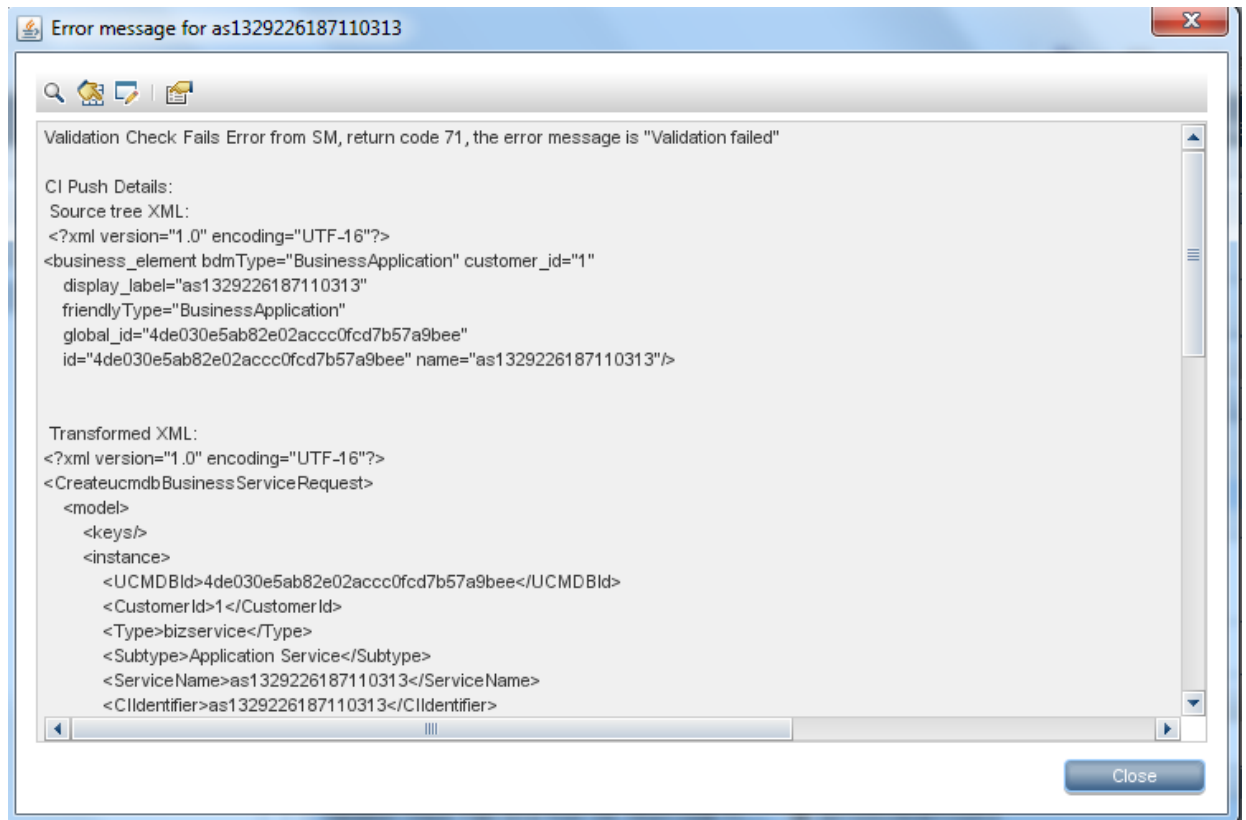 Error message for as1329226187110313
Validation Check Fails Error from SM, return code 71, the error message is "Validation failed"
CI Push Details:
Source tree XML:
<?xml version="1.0" encoding="UTF-16"?>
<business_element bdmType="BusinessApplication" customer_id="1"
display_label="as1329226187110313"
friendlyType="BusinessApplication"
global_id="4de030e5ab82e02accc0fcd7b57a9bee"
id="4de030e5ab82e02accc0fcd7b57a9bee" name="as1329226187110313"/>
Transformed XML:
<?xml version="1.0" encoding="UTF-16"?>
<CreateucmdbBusinessServiceRequest>
<model>
<keys/>
<instance>
<UCMDBId>4de030e5ab82e02accc0fcd7b57a9bee</UCMDBId>
<CustomerId>1</CustomerId>
<Type>bizservice</Type>
<Subtype>Application Service</Subtype>
<ServiceName>as1329226187110313</ServiceName>
<CIIdentifier>as1329226187110313</CIIdentifier>
Close